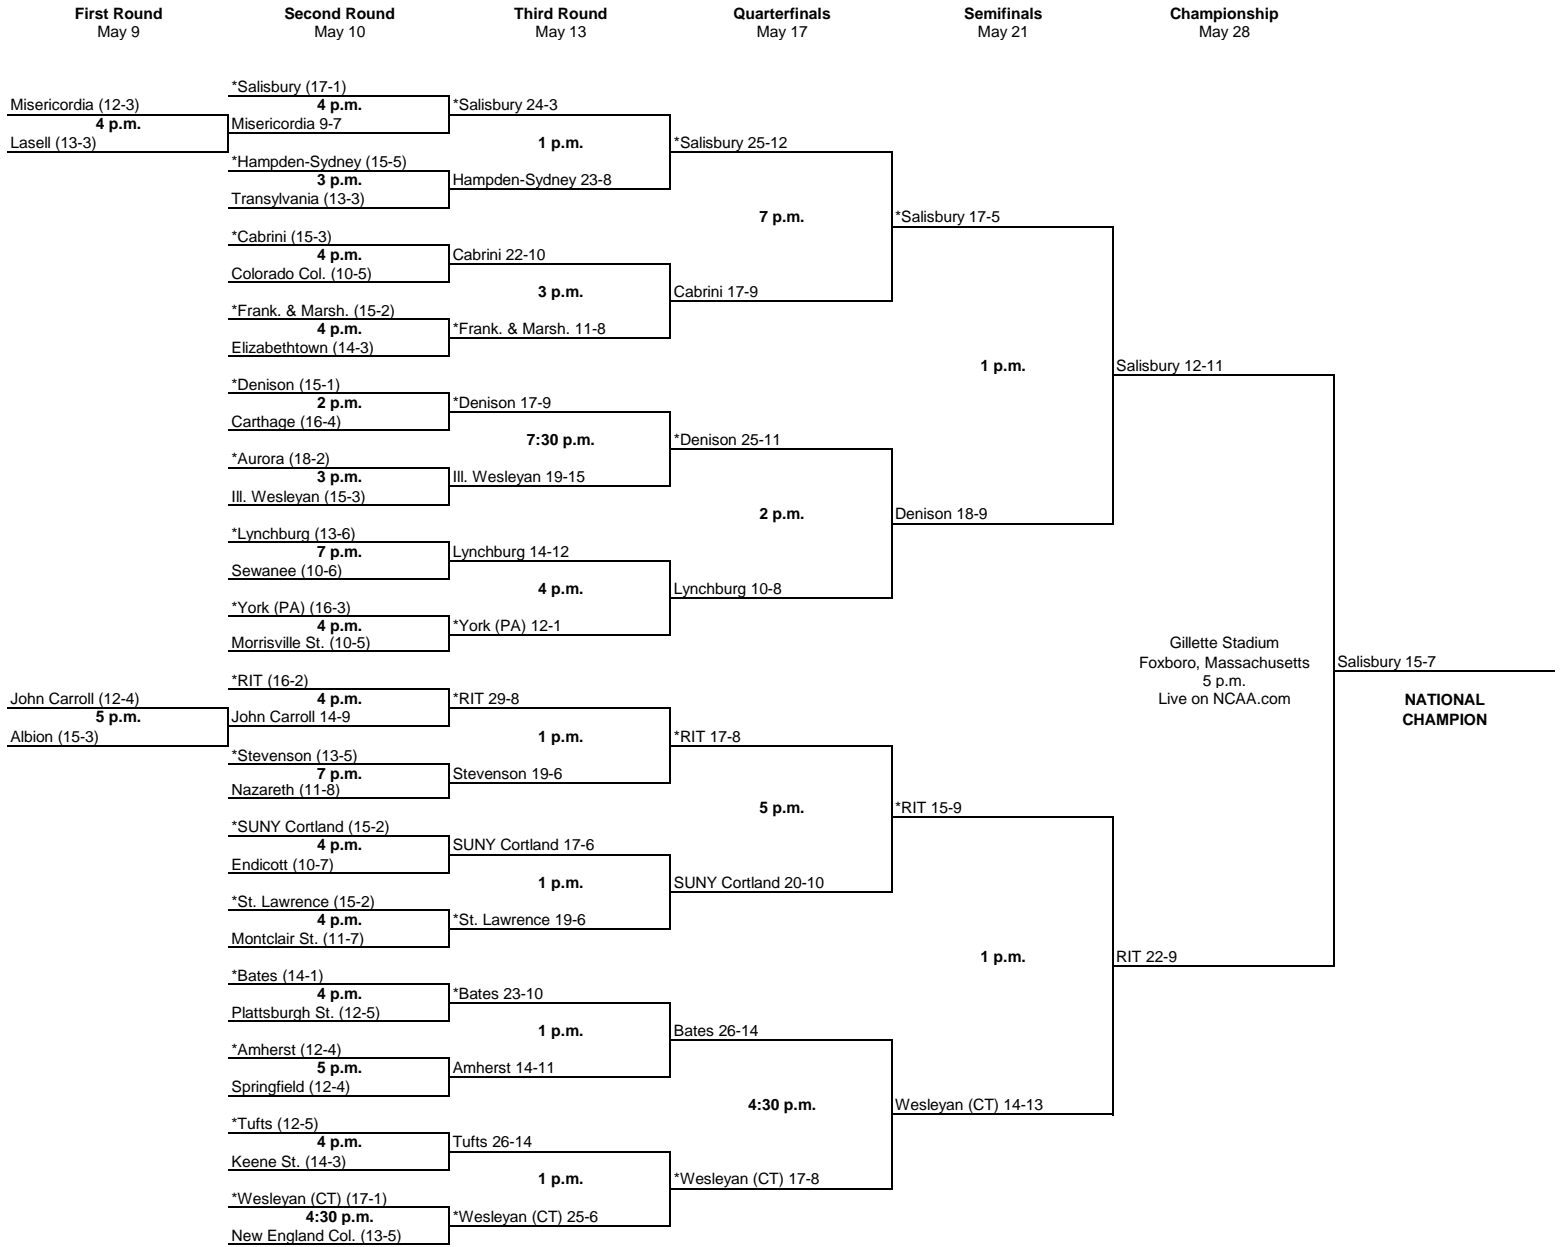 First Round
May 9
Second Round
May 10
Third Round
May 13
Quarterfinals
May 17
Semifinals
May 21
Championship
May 28
Misericordia (12-3)
4 p.m.
Lasell (13-3)
John Carroll (12-4)
5 p.m.
Albion (15-3)
*Salisbury (17-1)
4 p.m.
Misericordia 9-7
*Hampden-Sydney (15-5)
3 p.m.
Transylvania (13-3)
*Cabrini (15-3)
4 p.m.
Colorado Col. (10-5)
*Frank. & Marsh. (15-2)
4 p.m.
Elizabethtown (14-3)
*Denison (15-1)
2 p.m.
Carthage (16-4)
*Aurora (18-2)
3 p.m.
Ill. Wesleyan (15-3)
*Lynchburg (13-6)
7 p.m.
Sewanee (10-6)
*York (PA) (16-3)
4 p.m.
Morrisville St. (10-5)
*RIT (16-2)
4 p.m.
John Carroll 14-9
*Stevenson (13-5)
7 p.m.
Nazareth (11-8)
*SUNY Cortland (15-2)
4 p.m.
Endicott (10-7)
*St. Lawrence (15-2)
4 p.m.
Montclair St. (11-7)
*Bates (14-1)
4 p.m.
Plattsburgh St. (12-5)
*Amherst (12-4)
5 p.m.
Springfield (12-4)
*Tufts (12-5)
4 p.m.
Keene St. (14-3)
*Wesleyan (CT) (17-1)
4:30 p.m.
New England Col. (13-5)
*Salisbury 24-3
1 p.m.
Hampden-Sydney 23-8
Cabrini 22-10
3 p.m.
*Frank. & Marsh. 11-8
*Denison 17-9
7:30 p.m.
Ill. Wesleyan 19-15
Lynchburg 14-12
4 p.m.
*York (PA) 12-1
*RIT 29-8
1 p.m.
Stevenson 19-6
SUNY Cortland 17-6
1 p.m.
*St. Lawrence 19-6
*Bates 23-10
1 p.m.
Amherst 14-11
Tufts 26-14
1 p.m.
*Wesleyan (CT) 25-6
*Salisbury 25-12
7 p.m.
Cabrini 17-9
*Denison 25-11
2 p.m.
Lynchburg 10-8
*RIT 17-8
5 p.m.
SUNY Cortland 20-10
Bates 26-14
4:30 p.m.
*Wesleyan (CT) 17-8
*Salisbury 17-5
1 p.m.
Denison 18-9
*RIT 15-9
1 p.m.
Wesleyan (CT) 14-13
Salisbury 12-11
Gillette Stadium
Foxboro, Massachusetts
5 p.m.
Live on NCAA.com
RIT 22-9
Salisbury 15-7
NATIONAL
CHAMPION